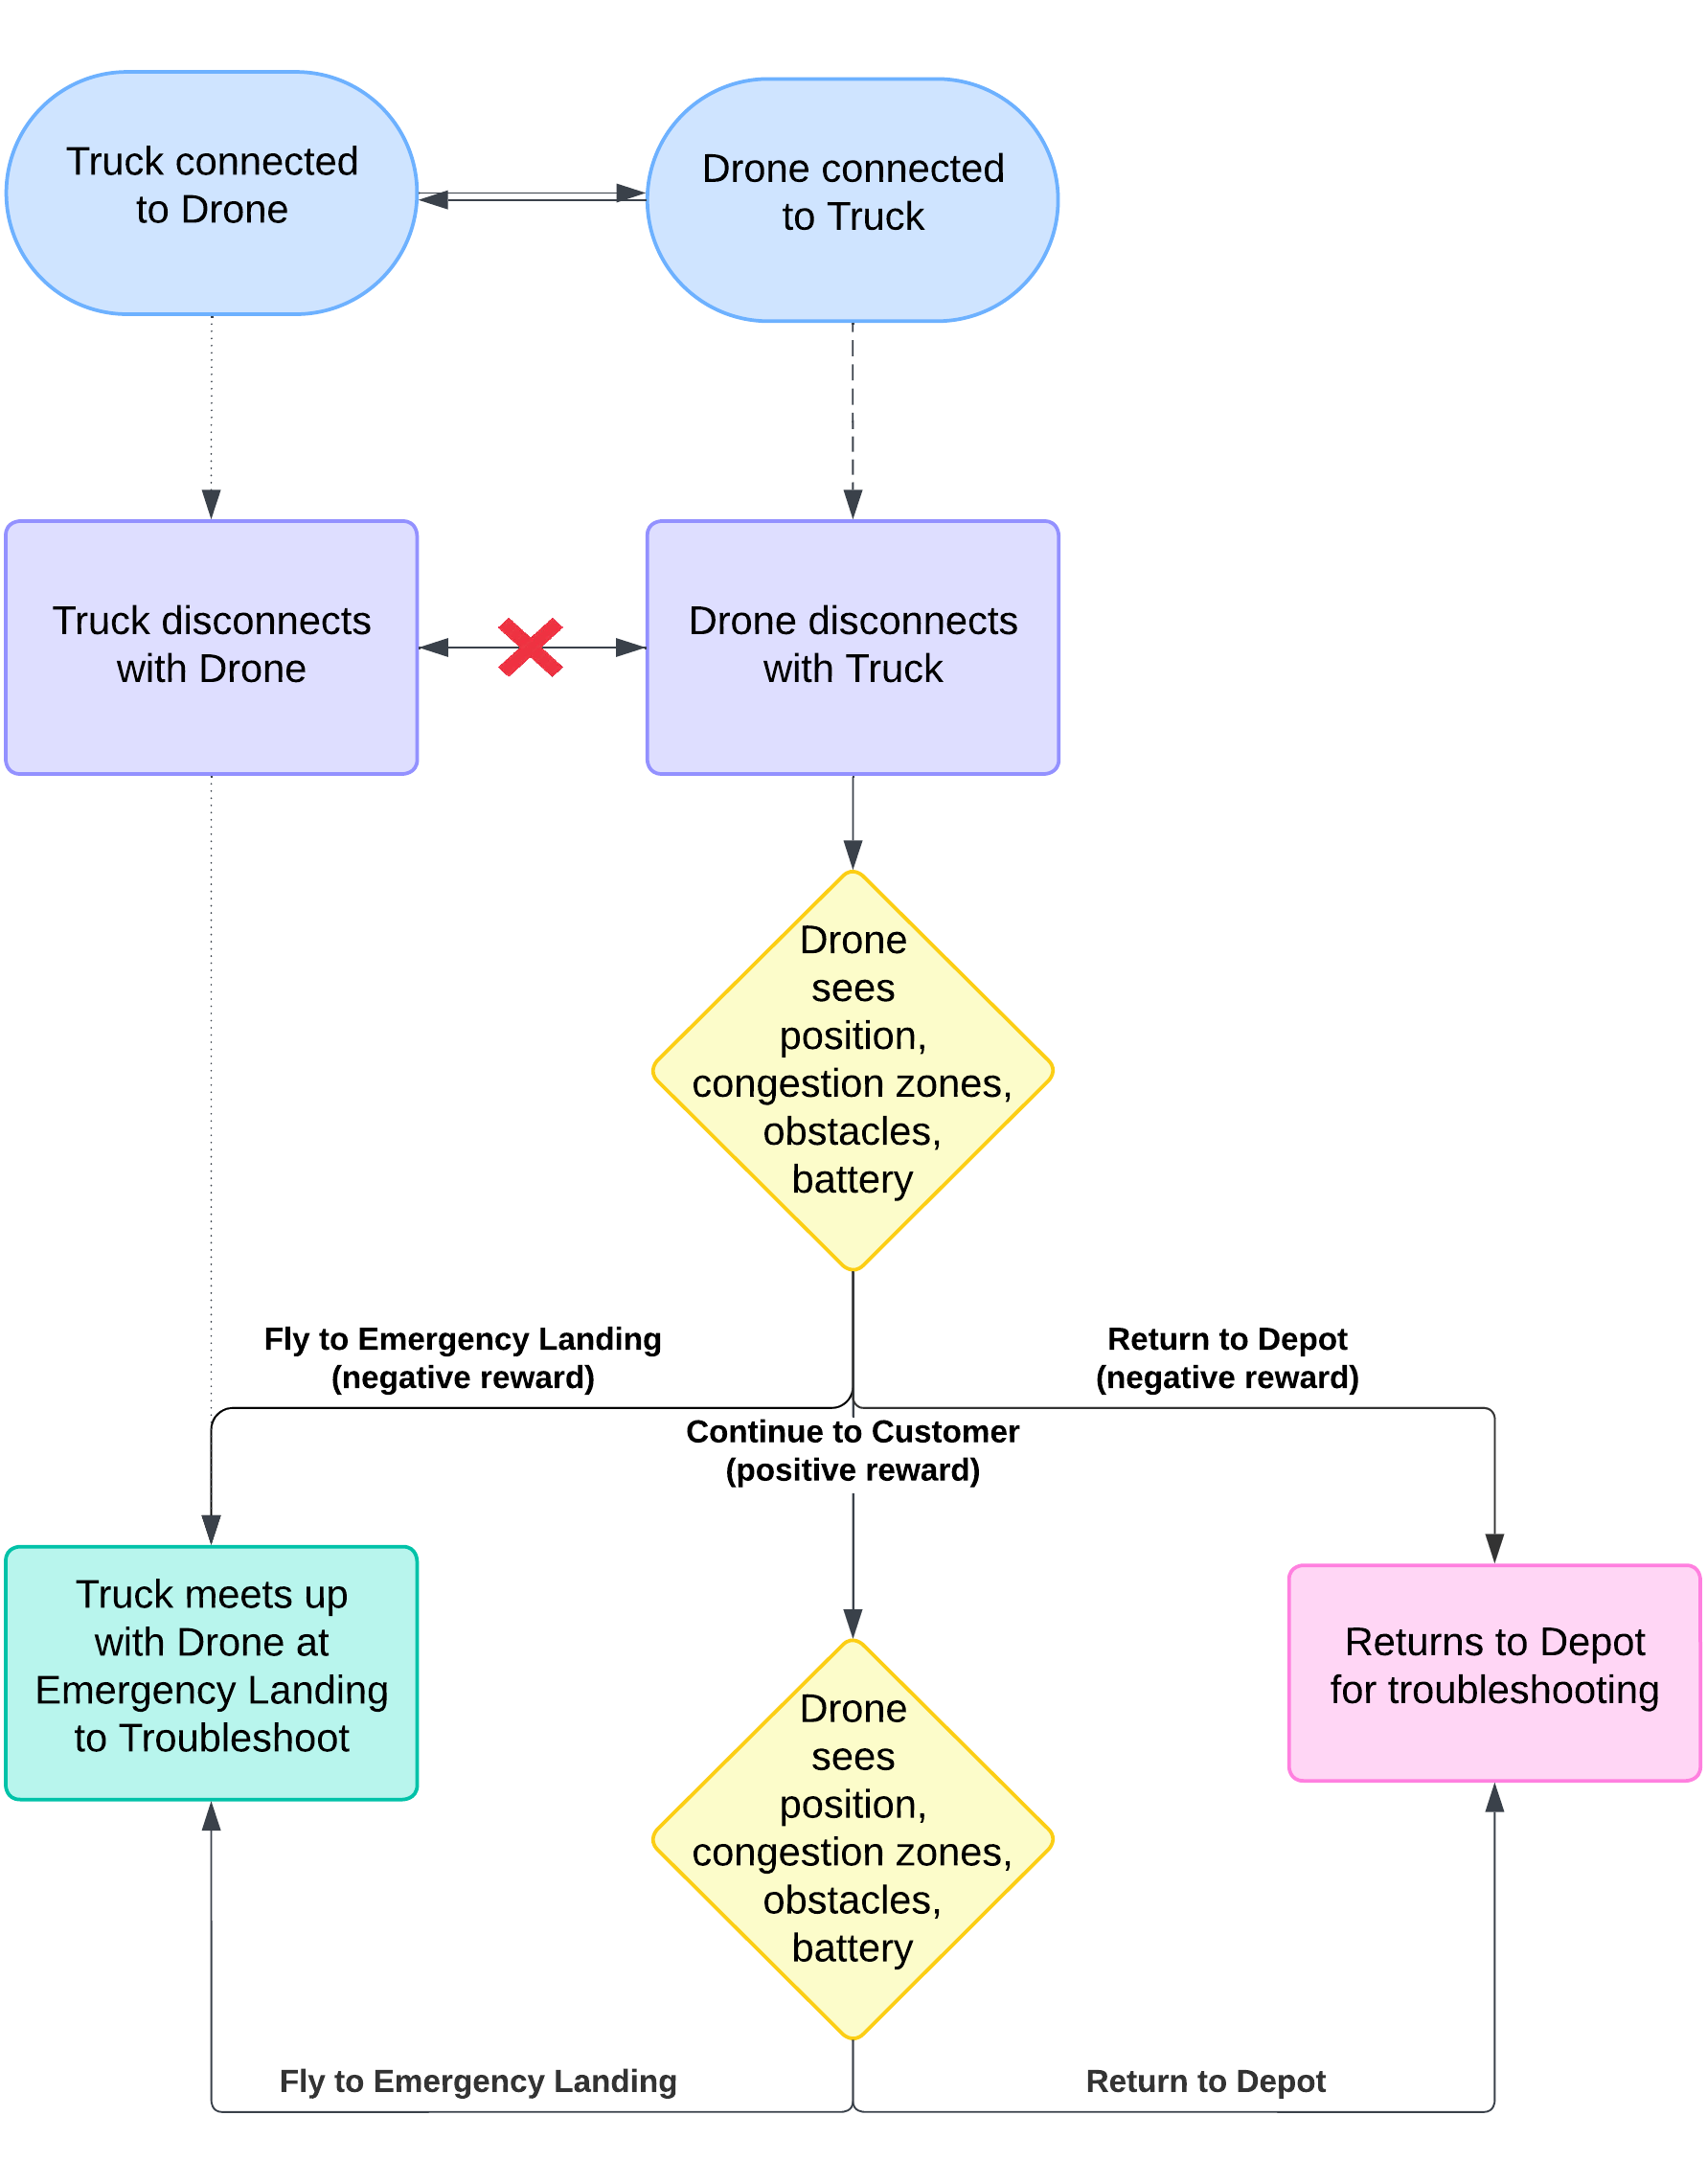 Truck connected
to Drone
Drone connected
to Truck
Truck disconnects
with Drone
Drone disconnects
with Truck
Drone
sees
position,
congestion zones,
obstacles,
battery
Fly to Emergency Landing
(negative reward)
Return to Depot
(negative reward)
Continue to Customer
(positive reward)
Truck meets up
with Drone at
Emergency Landing
to Troubleshoot
Drone
sees
position,
congestion zones,
obstacles,
battery
Returns to Depot
for troubleshooting
Fly to Emergency Landing
Return to Depot